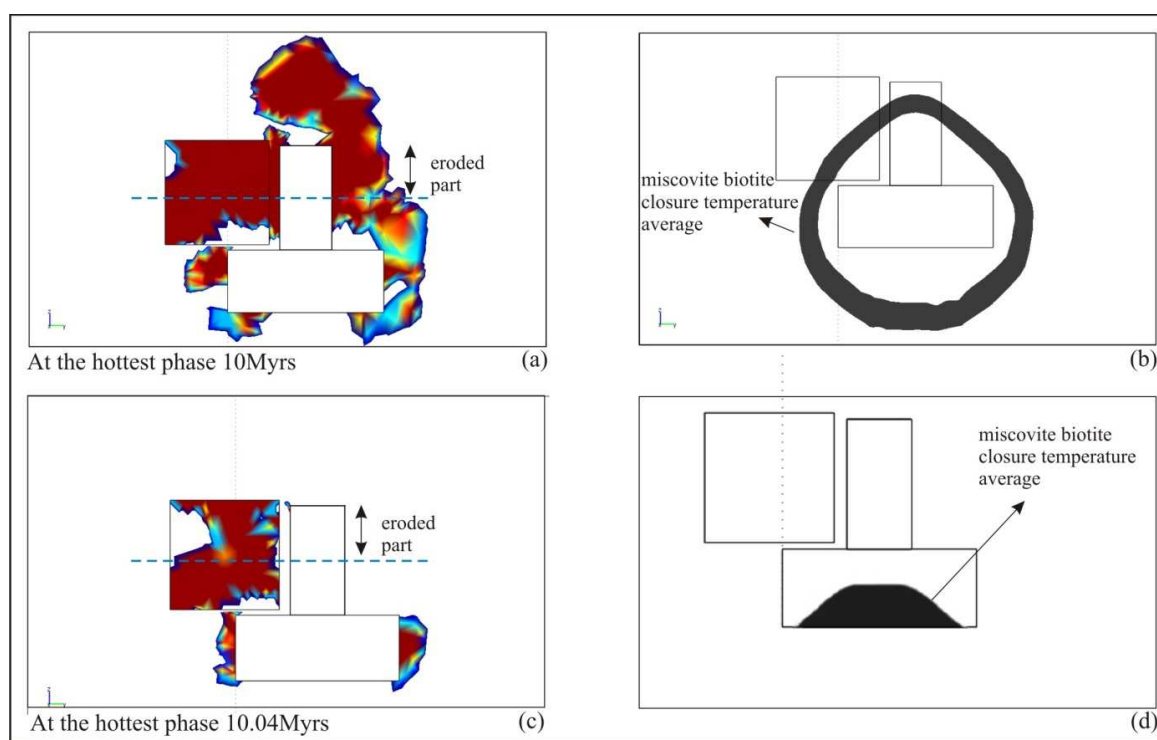 eroded
part
At the hottest phase 10Myrs
(a)
miscovite biotite
closure temperature
average
(b)
eroded
part
At the hottest phase 10.04Myrs
(c)
miscovite biotite
closure temperature
average
(d)